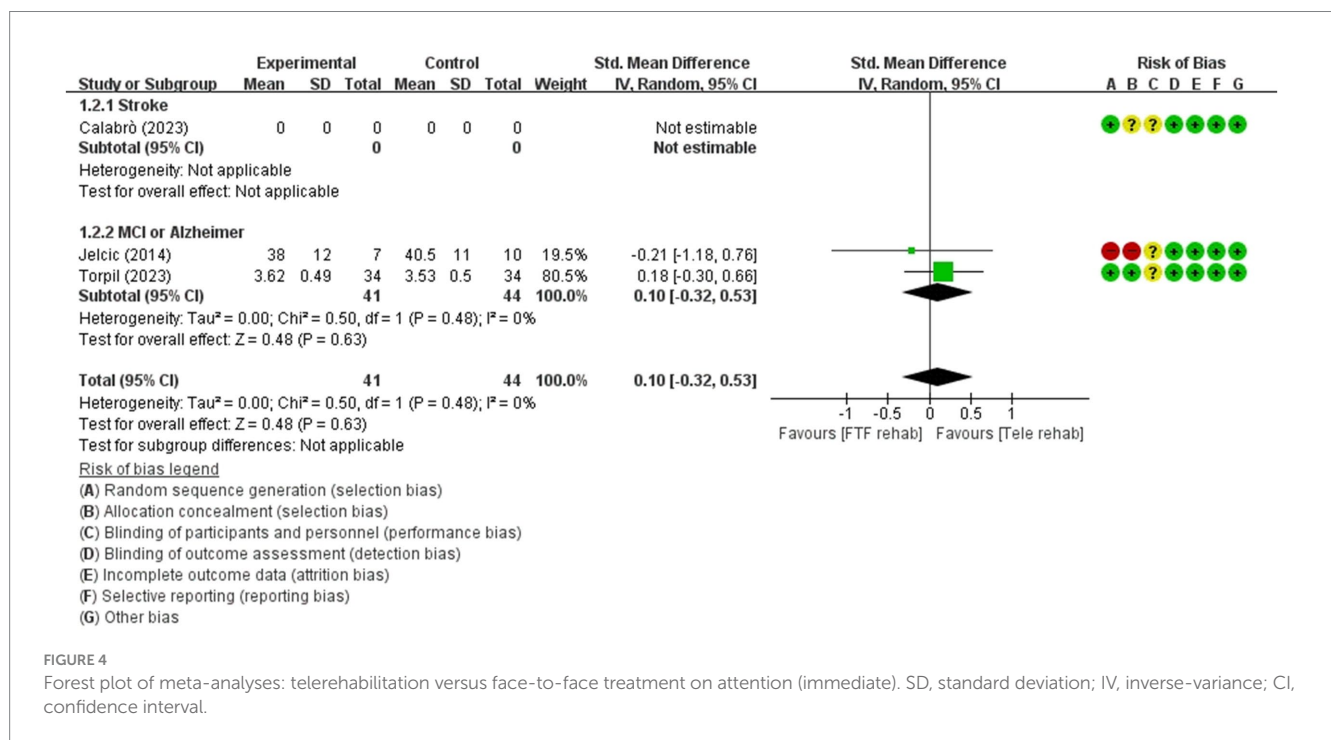 Experimental Control Std. Mean Difference Std. Mean Difference Risk of Bias
Study or Subgroup Mean SD Total Mean SD Total Weight IV, Random, 95% CI IV, Random, 95% CI A B C D E F G
1.2.1 Stroke
Calabrò (2023) 0 0 0 0 0 0 Not estimable + ? ? + + + +
Subtotal (95% CI) 0 0 Not estimable
Heterogeneity: Not applicable
Test for overall effect: Not applicable
1.2.2 MCI or Alzheimer
Jelcic (2014) 38 12 7 40.5 11 10 19.5% -0.21 [-1.18, 0.76] − − ? + + + +
Torpil (2023) 3.62 0.49 34 3.53 0.5 34 80.5% 0.18 [-0.30, 0.66] + + ? + + + +
Subtotal (95% CI) 41 44 100.0% 0.10 [-0.32, 0.53]
Heterogeneity: Tau² = 0.00; Chi² = 0.50, df = 1 (P = 0.48); I² = 0%
Test for overall effect: Z = 0.48 (P = 0.63)
Total (95% CI) 41 44 100.0% 0.10 [-0.32, 0.53]
Heterogeneity: Tau² = 0.00; Chi² = 0.50, df = 1 (P = 0.48); I² = 0%
Test for overall effect: Z = 0.48 (P = 0.63)
Test for subgroup differences: Not applicable
-1 -0.5 0 0.5 1
Favours [FTF rehab] Favours [Tele rehab]
Risk of bias legend
(A) Random sequence generation (selection bias)
(B) Allocation concealment (selection bias)
(C) Blinding of participants and personnel (performance bias)
(D) Blinding of outcome assessment (detection bias)
(E) Incomplete outcome data (attrition bias)
(F) Selective reporting (reporting bias)
(G) Other bias
FIGURE 4
Forest plot of meta-analyses: telerehabilitation versus face-to-face treatment on attention (immediate). SD, standard deviation; IV, inverse-variance; CI,
confidence interval.